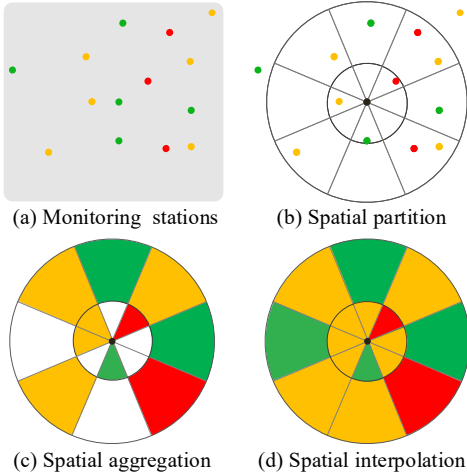 (a) Monitoring stations
(b) Spatial partition
(c) Spatial aggregation
(d) Spatial interpolation